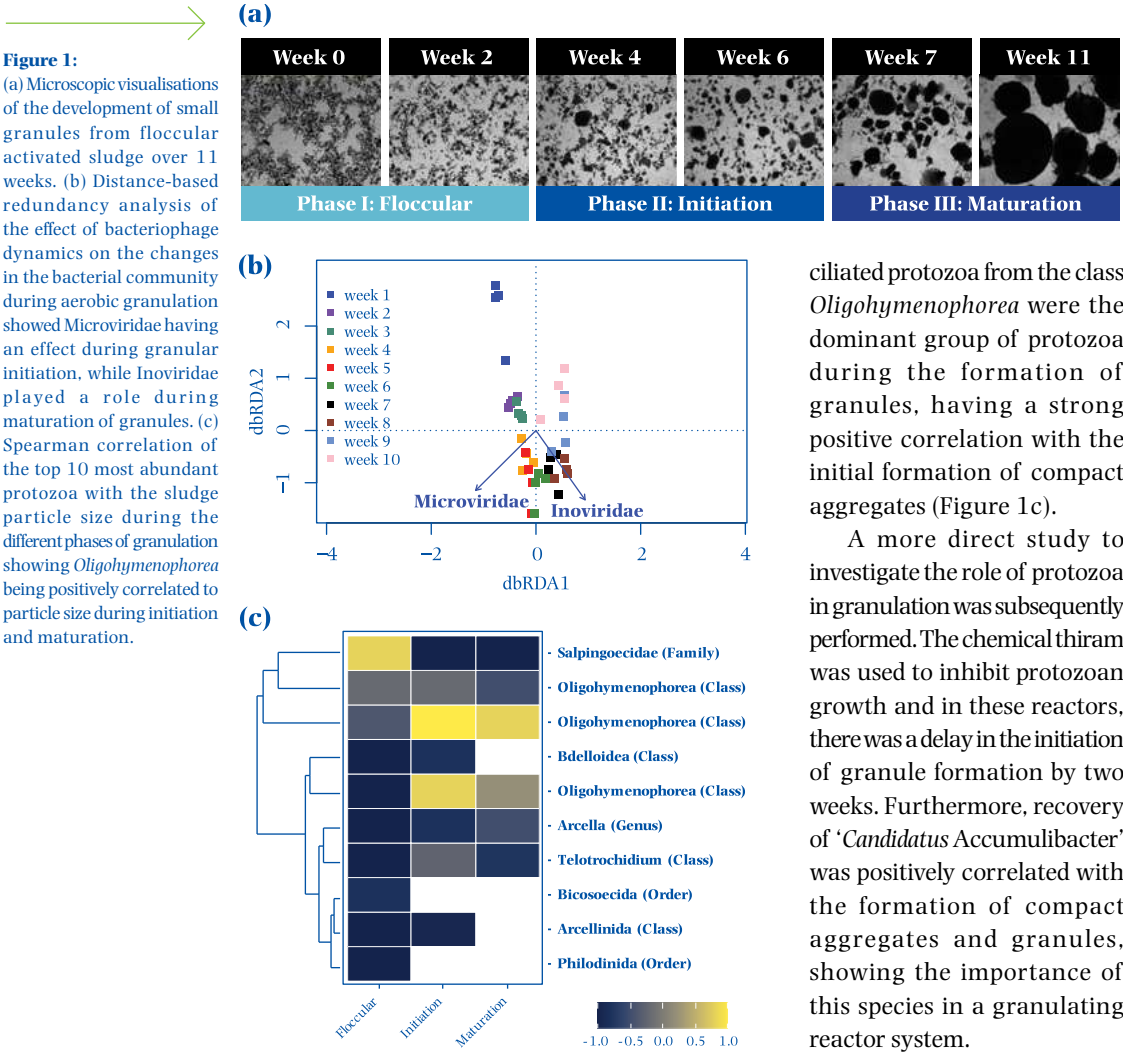 Figure 1:
(a) Microscopic visualisations
of the development of small
granules from floccular
activated sludge over 11
weeks. (b) Distance-based
redundancy analysis of
the effect of bacteriophage
dynamics on the changes
in the bacterial community
during aerobic granulation
showed Microviridae having
an effect during granular
initiation, while Inoviridae
played a role during
maturation of granules. (c)
Spearman correlation of
the top 10 most abundant
protozoa with the sludge
particle size during the
different phases of granulation
showing Oligohymenophorea
being positively correlated to
particle size during initiation
and maturation.
(a)
Week 0
Week 2
Week 4
Week 6
Week 7
Week 11
Phase I: Floccular
Phase II: Initiation
Phase III: Maturation
(b)
week 1
week 2
week 3
week 4
week 5
week 6
week 7
week 8
week 9
week 10
dbRDA2
2
1
0
−1
Microviridae
Inoviridae
−4
−2
0
2
4
dbRDA1
(c)
- Salpingoecidae (Family)
- Oligohymenophorea (Class)
- Oligohymenophorea (Class)
- Bdelloidea (Class)
- Oligohymenophorea (Class)
- Arcella (Genus)
- Telotrochidium (Class)
- Bicosoecida (Order)
- Arcellinida (Class)
- Philodinida (Order)
Floccular
Initiation
Maturation
-1.0 -0.5 0.0 0.5 1.0
ciliated protozoa from the class
Oligohymenophorea were the
dominant group of protozoa
during the formation of
granules, having a strong
positive correlation with the
initial formation of compact
aggregates (Figure 1c).
A more direct study to
investigate the role of protozoa
in granulation was subsequently
performed. The chemical thiram
was used to inhibit protozoan
growth and in these reactors,
there was a delay in the initiation
of granule formation by two
weeks. Furthermore, recovery
of ‘Candidatus Accumulibacter’
was positively correlated with
the formation of compact
aggregates and granules,
showing the importance of
this species in a granulating
reactor system.